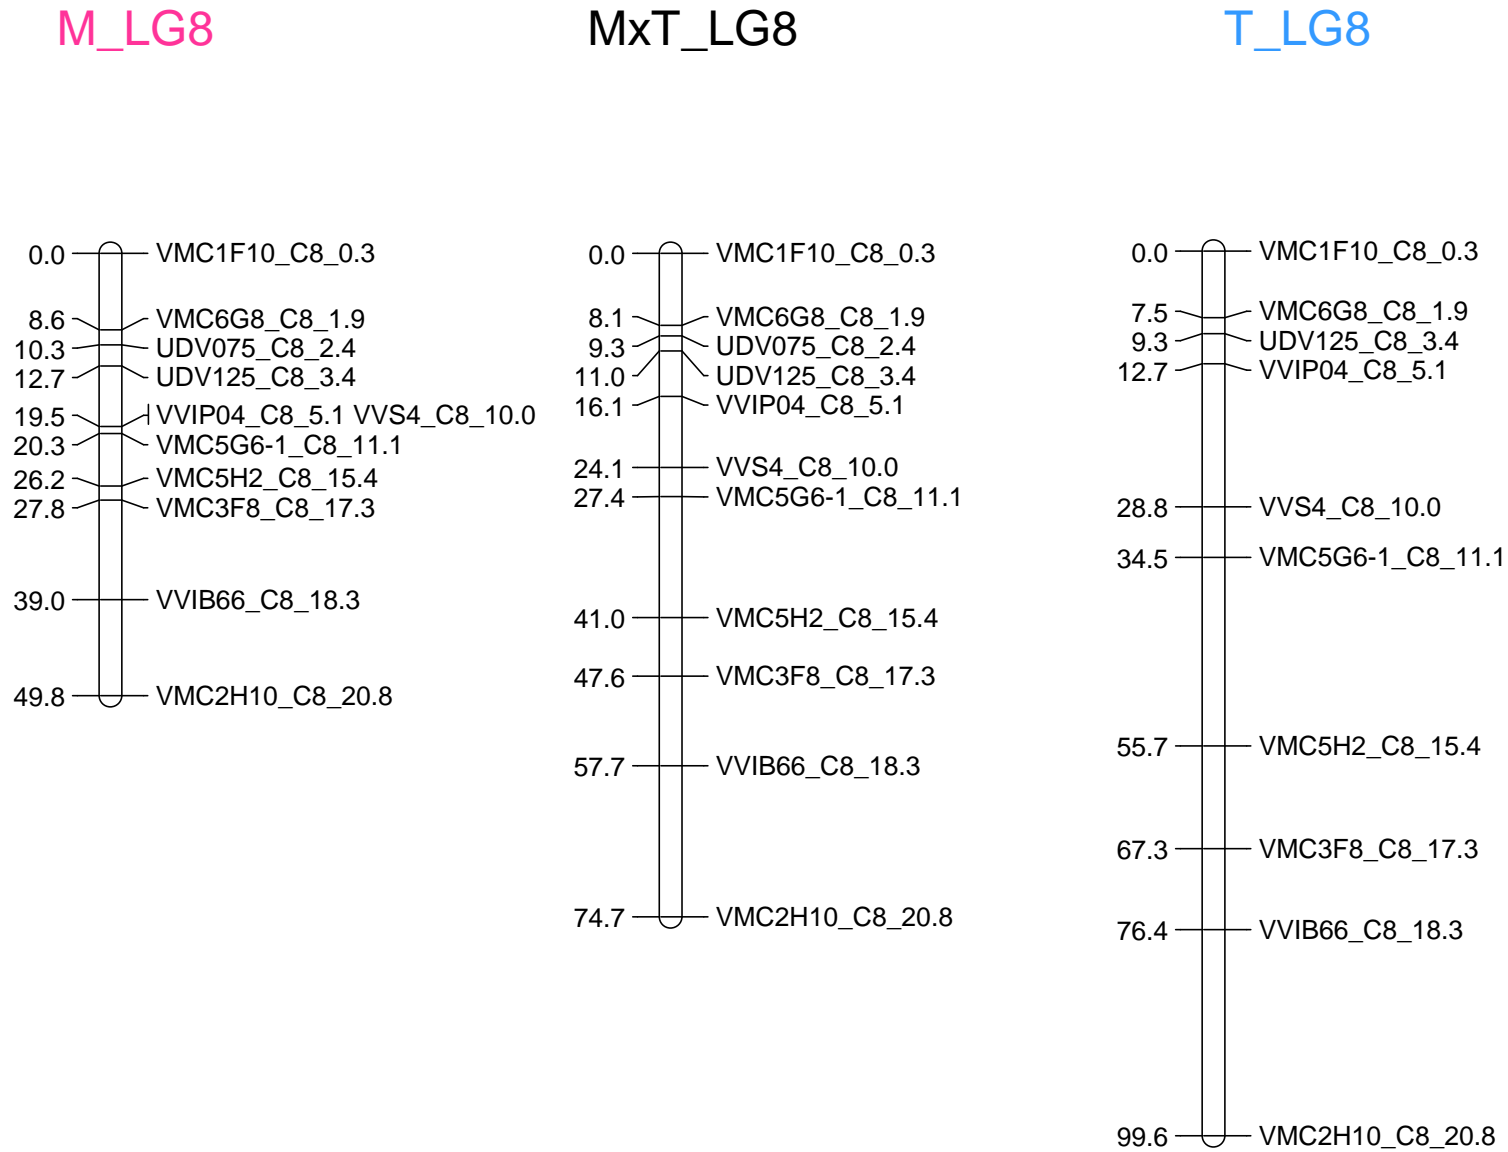 M_LG8
0.0 VMC1F10_C8_0.3
8.6 VMC6G8_C8_1.9
10.3 UDV075_C8_2.4
12.7 UDV125_C8_3.4
19.5 VVIP04_C8_5.1 VVS4_C8_10.0
20.3 VMC5G6-1_C8_11.1
26.2 VMC5H2_C8_15.4
27.8 VMC3F8_C8_17.3
39.0 VVIB66_C8_18.3
49.8 VMC2H10_C8_20.8
MxT_LG8
0.0 VMC1F10_C8_0.3
8.1 VMC6G8_C8_1.9
9.3 UDV075_C8_2.4
11.0 UDV125_C8_3.4
16.1 VVIP04_C8_5.1
24.1 VVS4_C8_10.0
27.4 VMC5G6-1_C8_11.1
41.0 VMC5H2_C8_15.4
47.6 VMC3F8_C8_17.3
57.7 VVIB66_C8_18.3
74.7 VMC2H10_C8_20.8
T_LG8
0.0 VMC1F10_C8_0.3
7.5 VMC6G8_C8_1.9
9.3 UDV125_C8_3.4
12.7 VVIP04_C8_5.1
28.8 VVS4_C8_10.0
34.5 VMC5G6-1_C8_11.1
55.7 VMC5H2_C8_15.4
67.3 VMC3F8_C8_17.3
76.4 VVIB66_C8_18.3
99.6 VMC2H10_C8_20.8